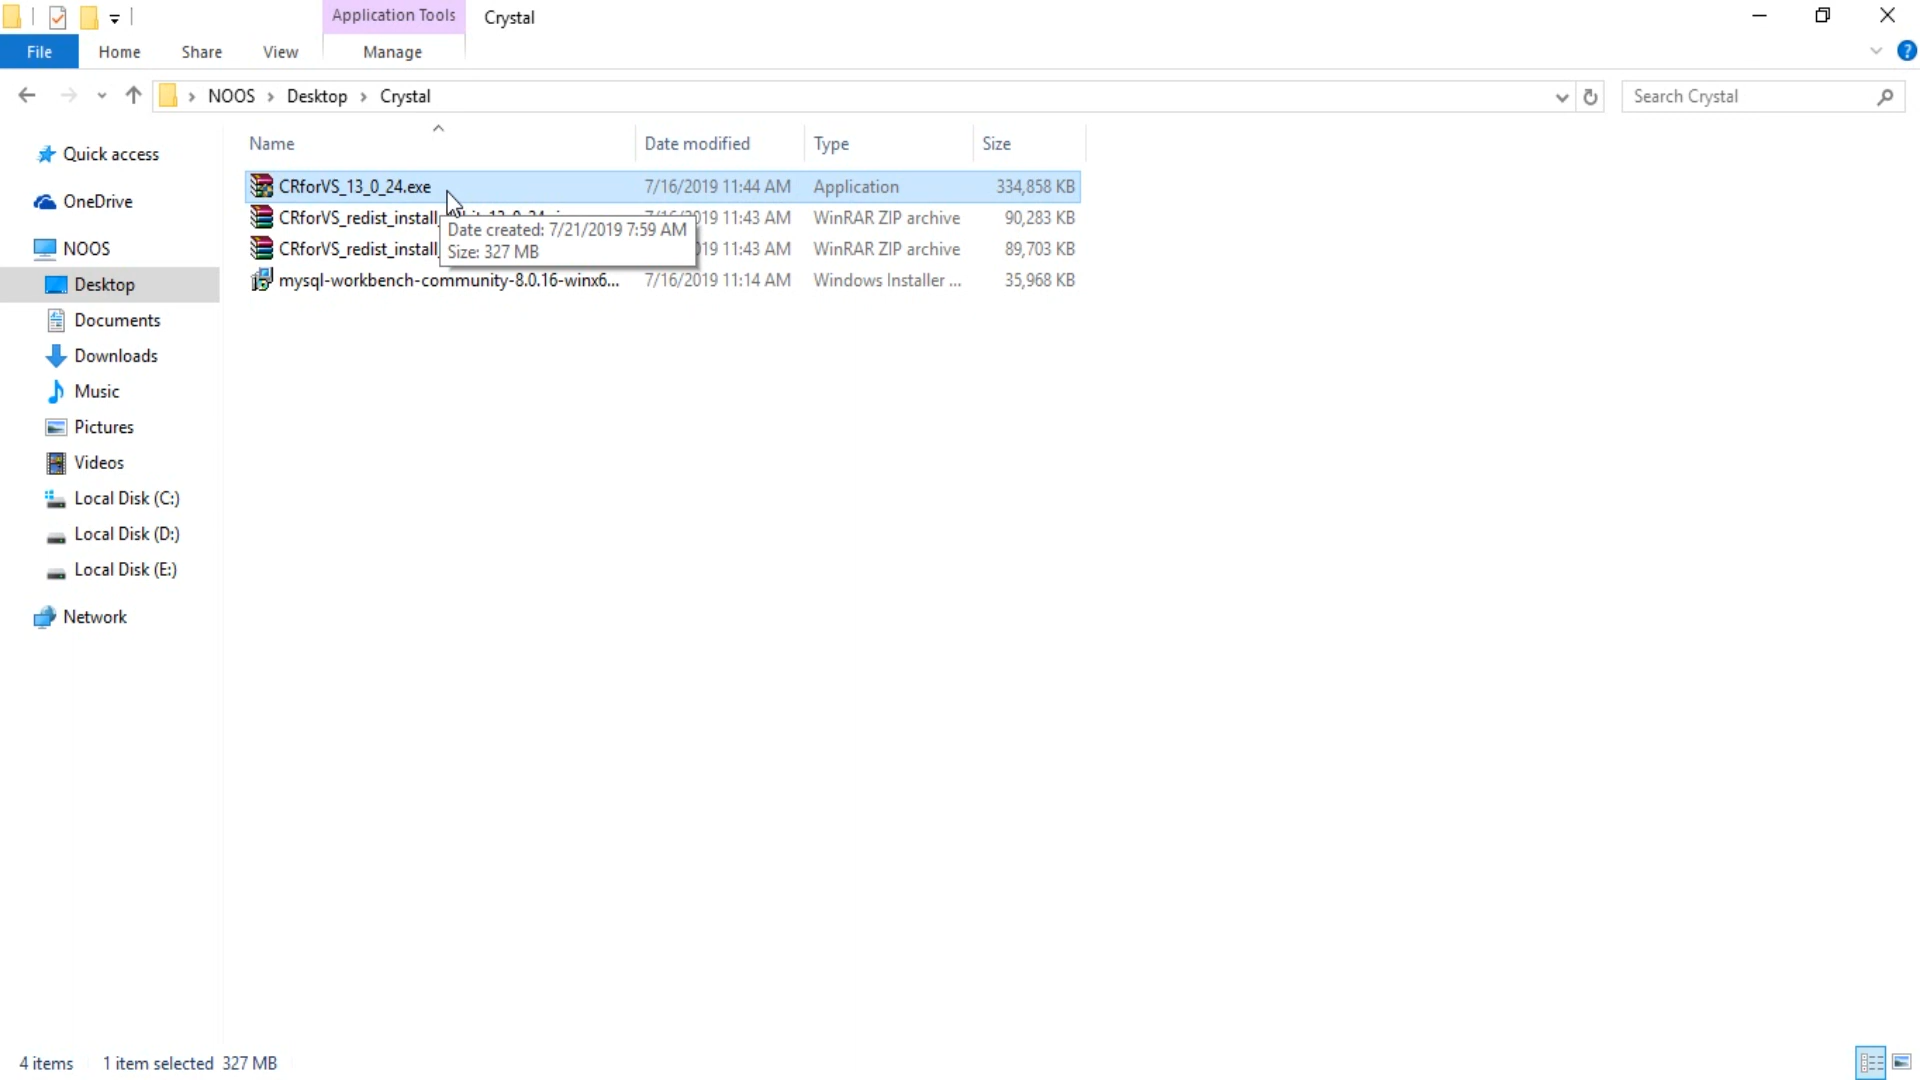 Application Tools
Crystal
File
Home
Share
View
Manage
NOOS > Desktop > Crystal
Search Crystal
Name
Date modified
Type
Size
CRforVS_13_0_24.exe 7/16/2019 11:44 AM Application 334,858 KB
CRforVS_redist_install 019 11:43 AM WinRAR ZIP archive 90,283 KB
CRforVS_redist_install 019 11:43 AM WinRAR ZIP archive 89,703 KB
mysql-workbench-community-8.0.16-winx6... 7/16/2019 11:14 AM Windows Installer ... 35,968 KB
Date created: 7/21/2019 7:59 AM
Size: 327 MB
Quick access
OneDrive
NOOS
Desktop
Documents
Downloads
Music
Pictures
Videos
Local Disk (C:)
Local Disk (D:)
Local Disk (E:)
Network
4 items 1 item selected 327 MB